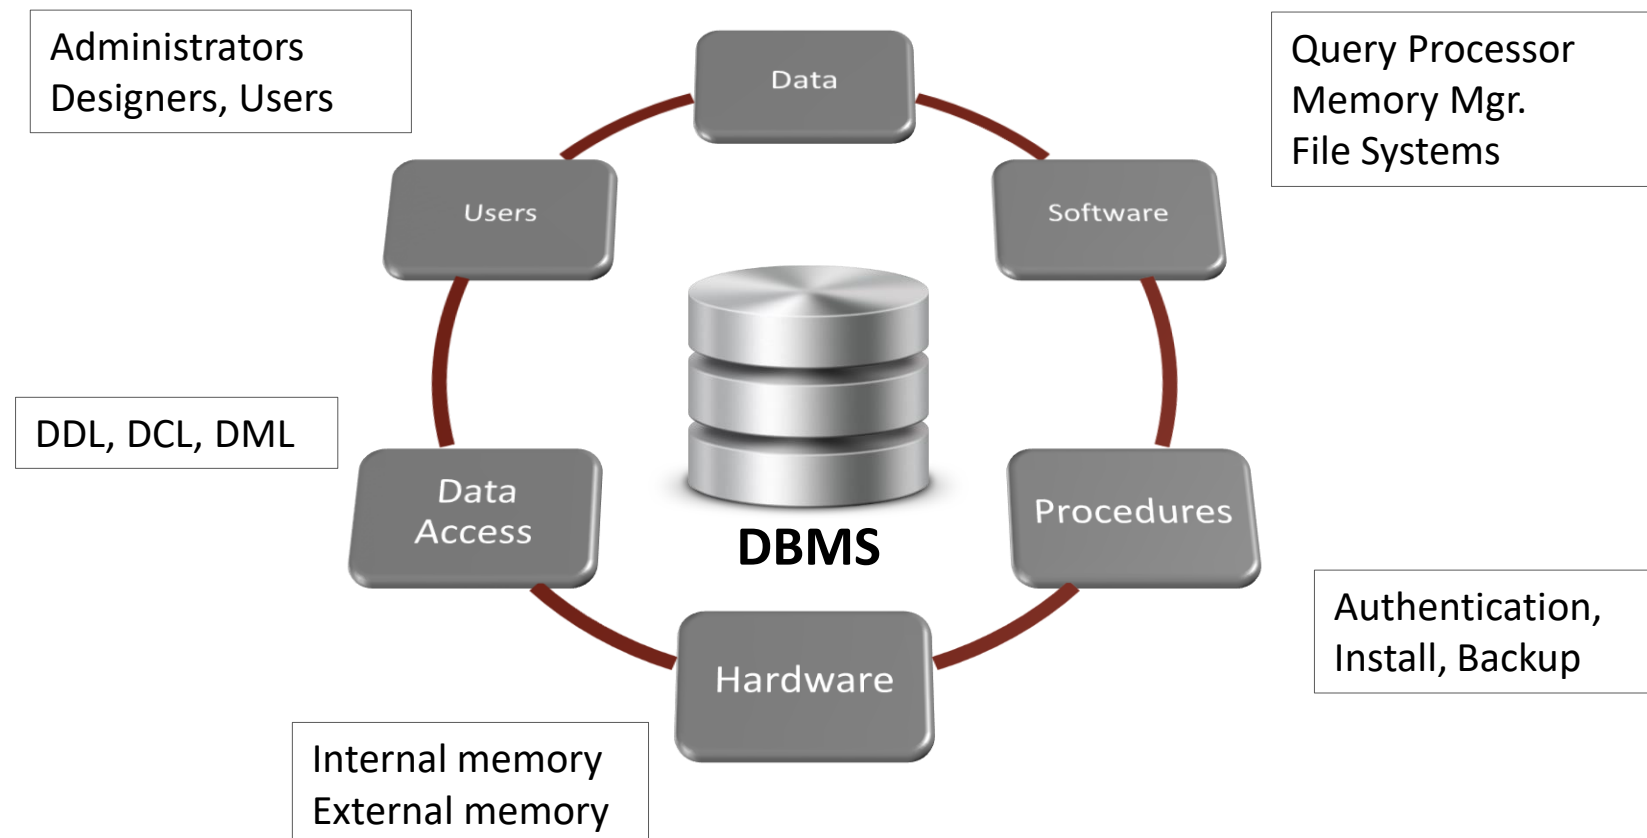 Administrators
Designers, Users
Data
Query Processor
Memory Mgr.
File Systems
Users
Software
DDL, DCL, DML
Data
Access
DBMS
Procedures
Authentication,
Install, Backup
Hardware
Internal memory
External memory